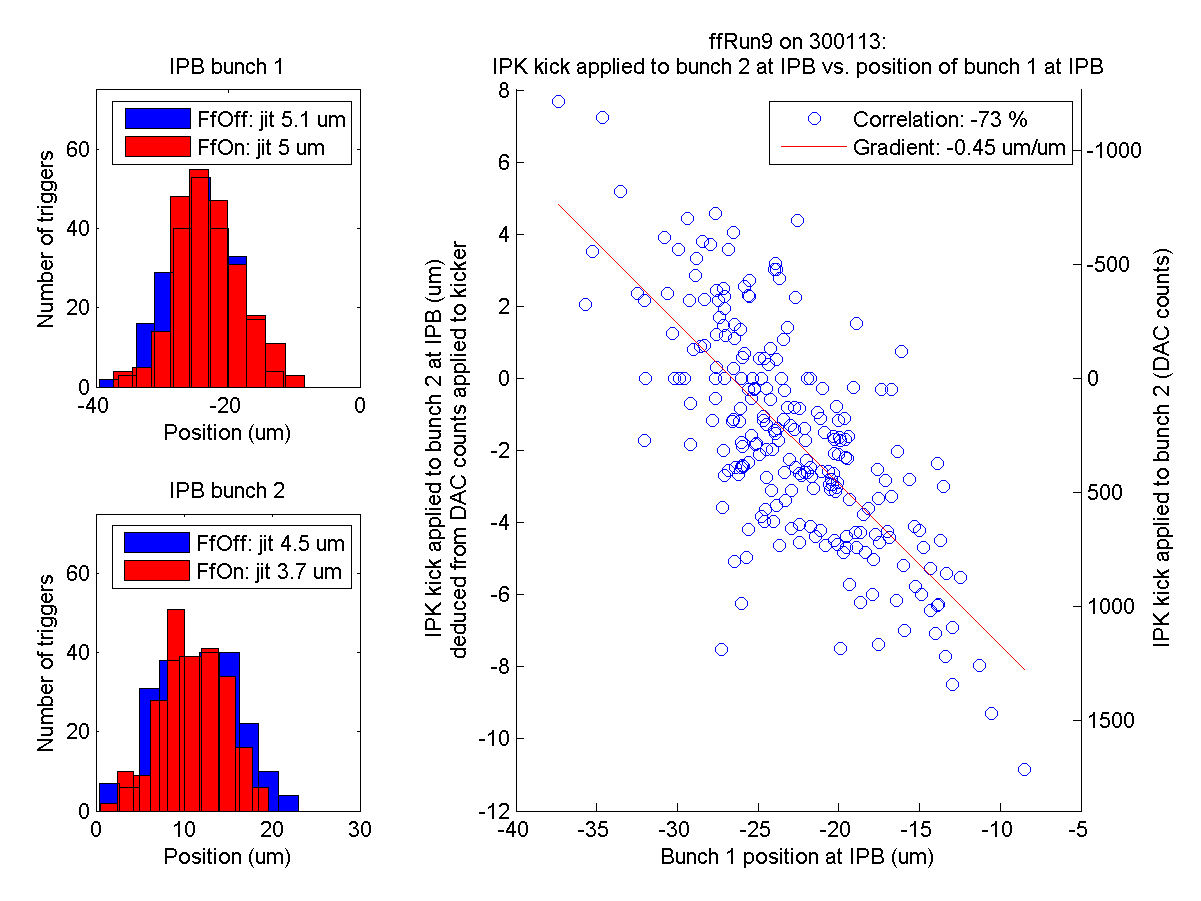 IPB bunch 1
FfOff: jit 5.1 um
FfOn: jit 5 um
Number of triggers
60
40
20
0
-40
-20
0
Position (um)
IPB bunch 2
FfOff: jit 4.5 um
FfOn: jit 3.7 um
Number of triggers
60
40
20
0
0
10
20
30
Position (um)
ffRun9 on 300113:
IPK kick applied to bunch 2 at IPB vs. position of bunch 1 at IPB
Correlation: -73 %
Gradient: -0.45 um/um
IPK kick applied to bunch 2 at IPB (um)
deduced from DAC counts applied to kicker
8
6
4
2
0
-2
-4
-6
-8
-10
-12
-40
-35
-30
-25
-20
-15
-10
-5
Bunch 1 position at IPB (um)
-1000
-500
0
500
1000
1500
IPK kick applied to bunch 2 (DAC counts)